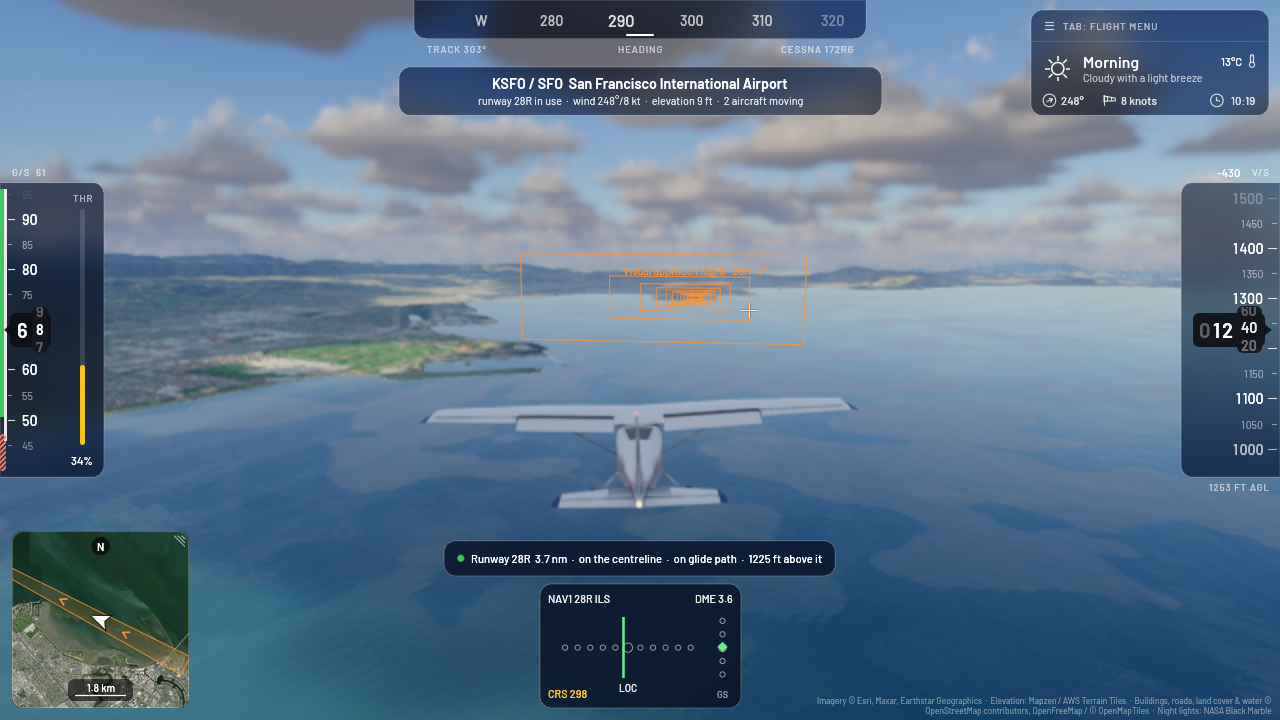 W 280 290 300 310 320
TRACK 303° HEADING CESSNA 172RG
KSFO / SFO San Francisco International Airport
runway 28R in use · wind 248°/8 kt · elevation 9 ft · 2 aircraft moving
☰ TAB: FLIGHT MENU
Morning
13°C
Cloudy with a light breeze
248° 8 knots 10:19
G/S 61
THR
95
90
85
80
75
9
6 8
7
60
55
50
45
34%
-430 V/S
1500
1450
1400
1350
1300
60
012 40
20
1150
1100
1050
1000
1253 FT AGL
N
1.8 km
Runway 28R 3.7 nm · on the centreline · on glide path · 1225 ft above it
NAV1 28R ILS DME 3.6
LOC
CRS 298 GS
Imagery © Esri, Maxar, Earthstar Geographics · Elevation: Mapzen / AWS Terrain Tiles · Buildings, roads, land cover & water ©
OpenStreetMap contributors, OpenFreeMap / © OpenMapTiles · Night lights: NASA Black Marble